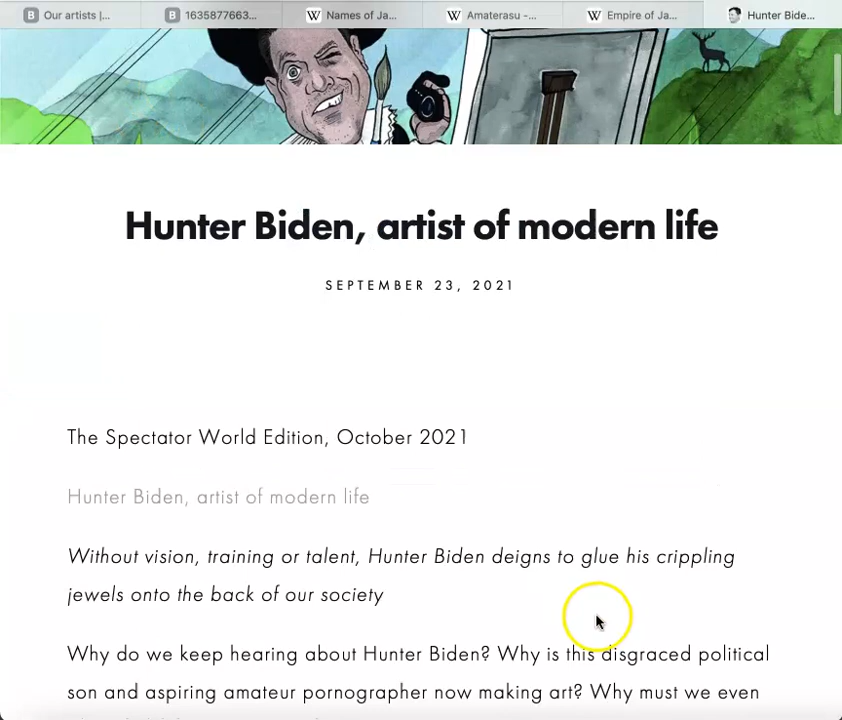 Our artists |...
1635877663...
Names of Ja...
Amaterasu -...
Empire of Ja...
Hunter Bide...
Hunter Biden, artist of modern life
SEPTEMBER 23, 2021
The Spectator World Edition, October 2021
Hunter Biden, artist of modern life
Without vision, training or talent, Hunter Biden deigns to glue his crippling
jewels onto the back of our society
Why do we keep hearing about Hunter Biden? Why is this disgraced political
son and aspiring amateur pornographer now making art? Why must we even